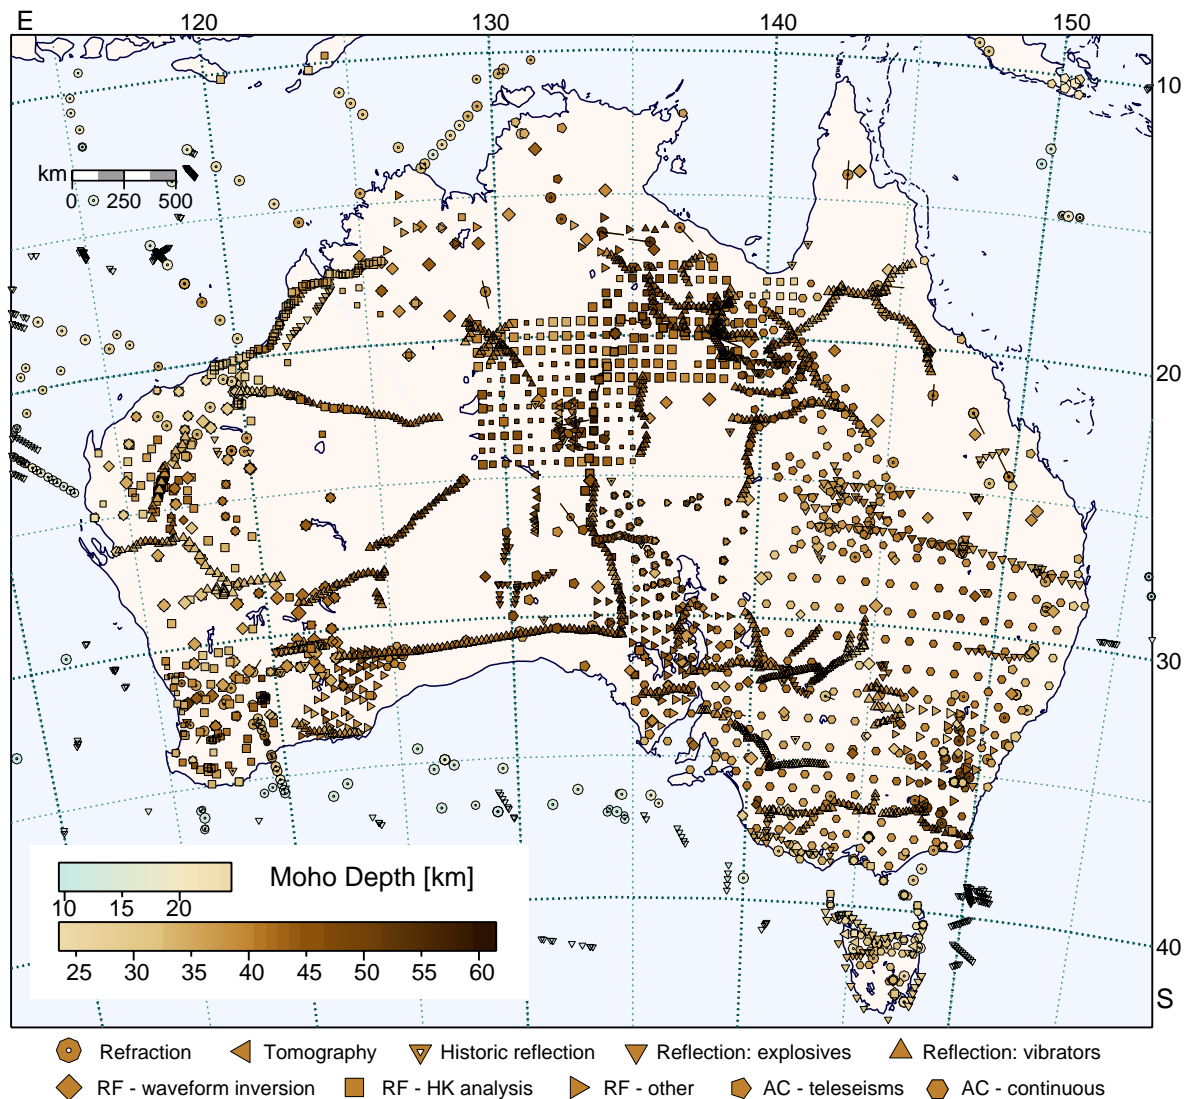 E 120 130 140 150
10
km
0 250 500
20
30
Moho Depth [km]
10 15 20
25 30 35 40 45 50 55 60
40
S
Refraction Tomography Historic reflection Reflection: explosives Reflection: vibrators
RF - waveform inversion RF - HK analysis RF - other AC - teleseisms AC - continuous